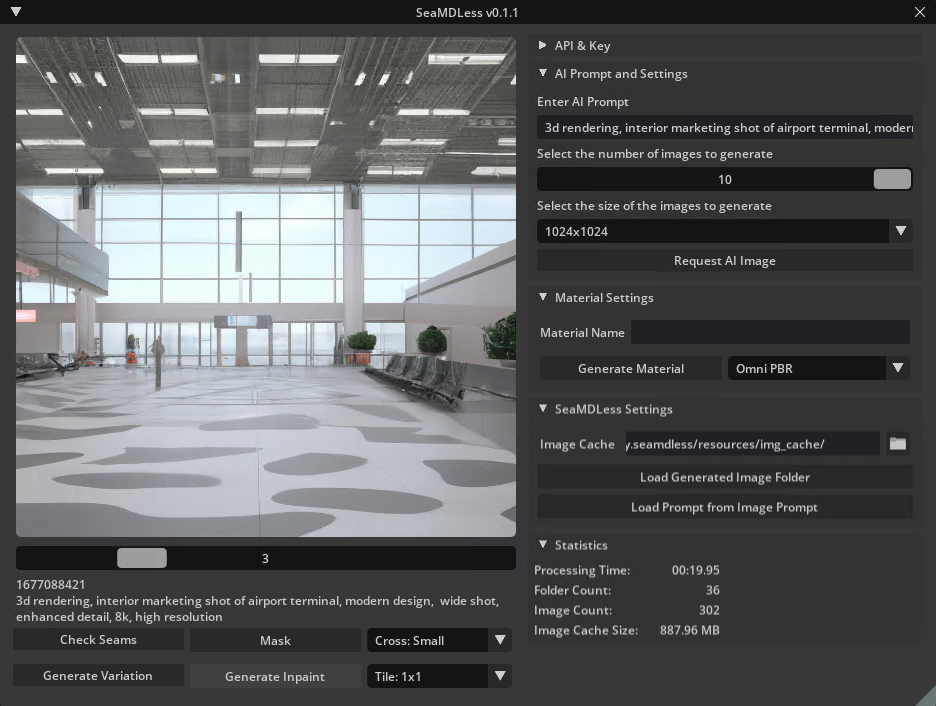 SeaMDLess v0.1.1
API & Key
AI Prompt and Settings
Enter AI Prompt
3d rendering, interior marketing shot of airport terminal, moder
Select the number of images to generate
10
Select the size of the images to generate
1024x1024
Request AI Image
Material Settings
Material Name
Generate Material
Omni PBR
SeaMDLess Settings
Image Cache
y.seamdless/resources/img_cache/
Load Generated Image Folder
Load Prompt from Image Prompt
Statistics
Processing Time: 00:19.95
Folder Count: 36
Image Count: 302
Image Cache Size: 887.96 MB
3
1677088421
3d rendering, interior marketing shot of airport terminal, modern design,  wide shot,
enhanced detail, 8k, high resolution
Check Seams
Mask
Cross: Small
Generate Variation
Generate Inpaint
Tile: 1x1